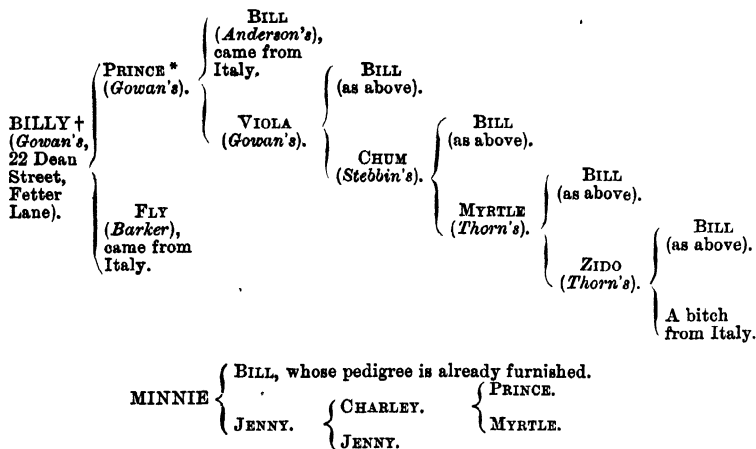 BILLY †
(Gowan's,
22 Dean
Street,
Fetter
Lane).
PRINCE *
(Gowan's).
FLY
(Barker),
came from
Italy.
BILL
(Anderson's),
came from
Italy.
VIOLA
(Gowan's).
BILL
(as above).
CHUM
(Stebbin's).
BILL
(as above).
MYRTLE
(Thorn's).
BILL
(as above).
ZIDO
(Thorn's).
BILL
(as above).
A bitch
from Italy.
MINNIE
BILL, whose pedigree is already furnished.
JENNY.
CHARLEY.
JENNY.
PRINCE.
MYRTLE.